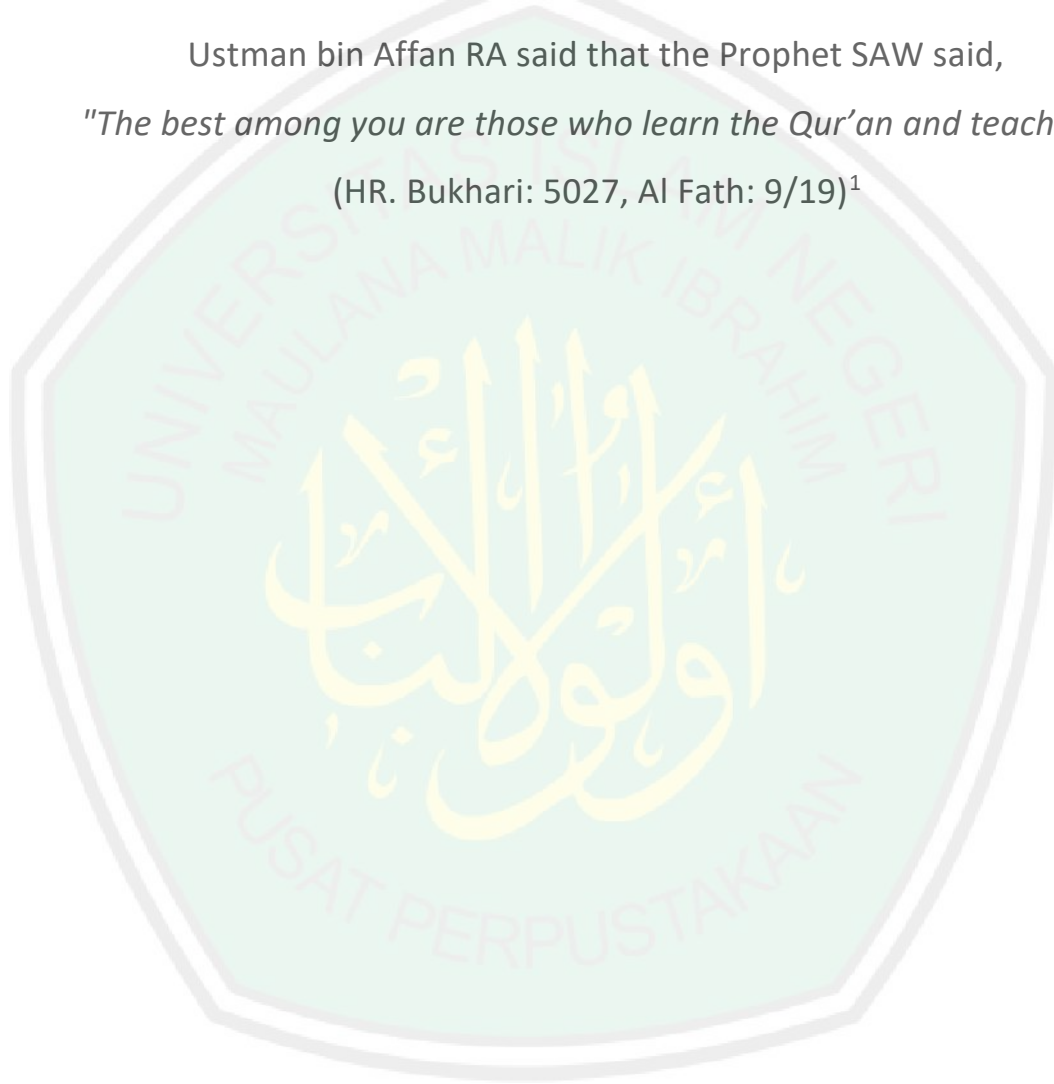 Ustman bin Affan RA said that the Prophet SAW said,
"The best among you are those who learn the Qur’an and teach
(HR. Bukhari: 5027, Al Fath: 9/19)1
UNIVERSITAS ISLAM NEGERI
MAULANA MALIK IBRAHIM
أولوا الألباب
PUSAT PERPUSTAKAAN